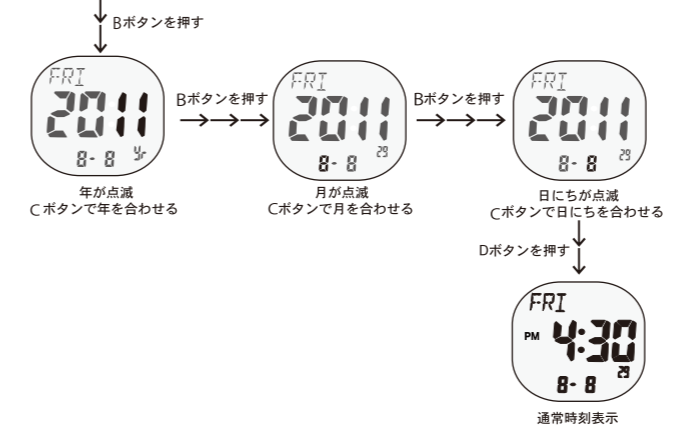 Bボタンを押す
FRI
2011
8- 8 Yr
年が点滅
Cボタンで年を合わせる
Bボタンを押す
FRI
2011
29
8- 8
月が点滅
Cボタンで月を合わせる
Bボタンを押す
FRI
2011
29
8- 8
日にちが点滅
Cボタンで日にちを合わせる
Dボタンを押す
FRI
PM 4:30
29
8- 8
通常時刻表示